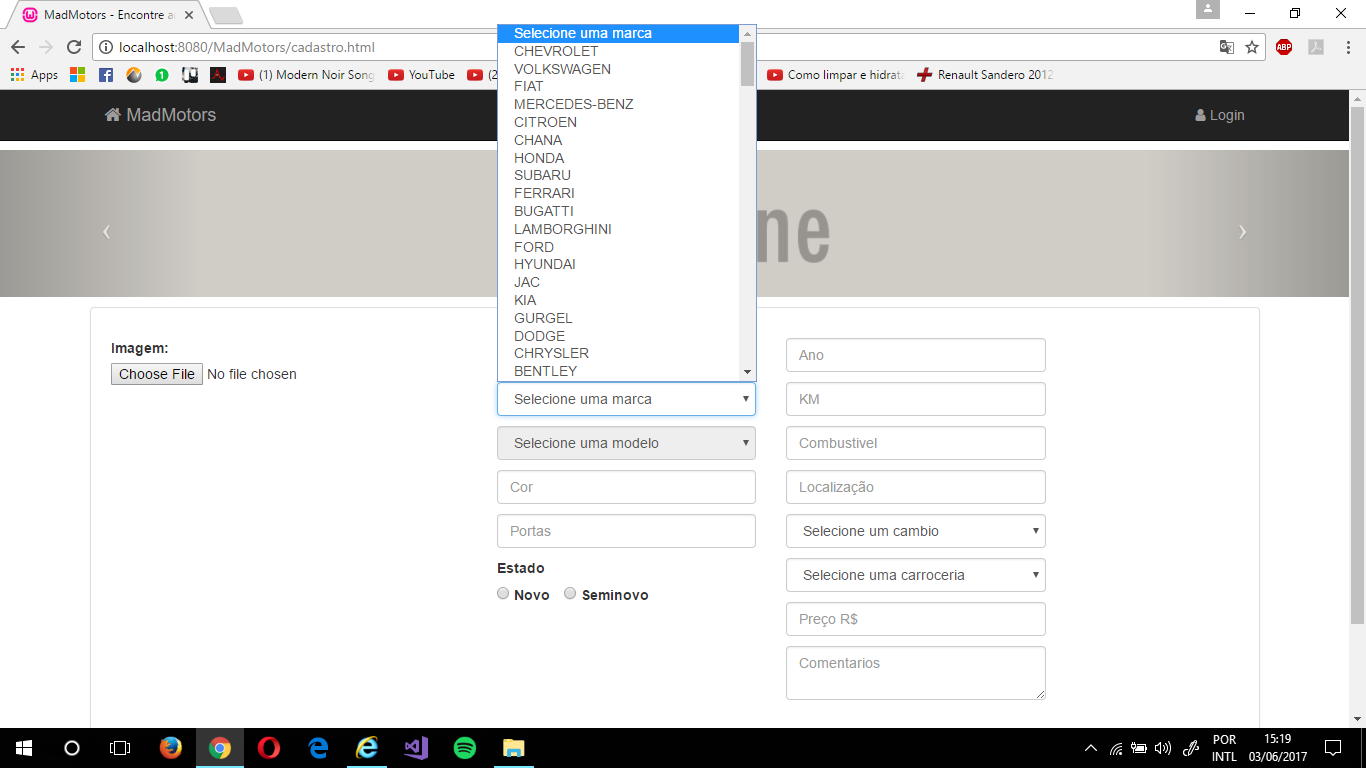 MadMotors - Encontre a
localhost:8080/MadMotors/cadastro.html
ABP
Apps
(1) Modern Noir Song
YouTube
(2
Como limpar e hidrat
Renault Sandero 2012
MadMotors
Login
ne
Selecione uma marca
CHEVROLET
VOLKSWAGEN
FIAT
MERCEDES-BENZ
CITROEN
CHANA
HONDA
SUBARU
FERRARI
BUGATTI
LAMBORGHINI
FORD
HYUNDAI
JAC
KIA
GURGEL
DODGE
CHRYSLER
BENTLEY
Imagem:
Choose File No file chosen
Selecione uma marca
Selecione uma modelo
Cor
Portas
Estado
Novo Seminovo
Ano
KM
Combustivel
Localização
Selecione um cambio
Selecione uma carroceria
Preço R$
Comentarios
POR
INTL
15:19
03/06/2017